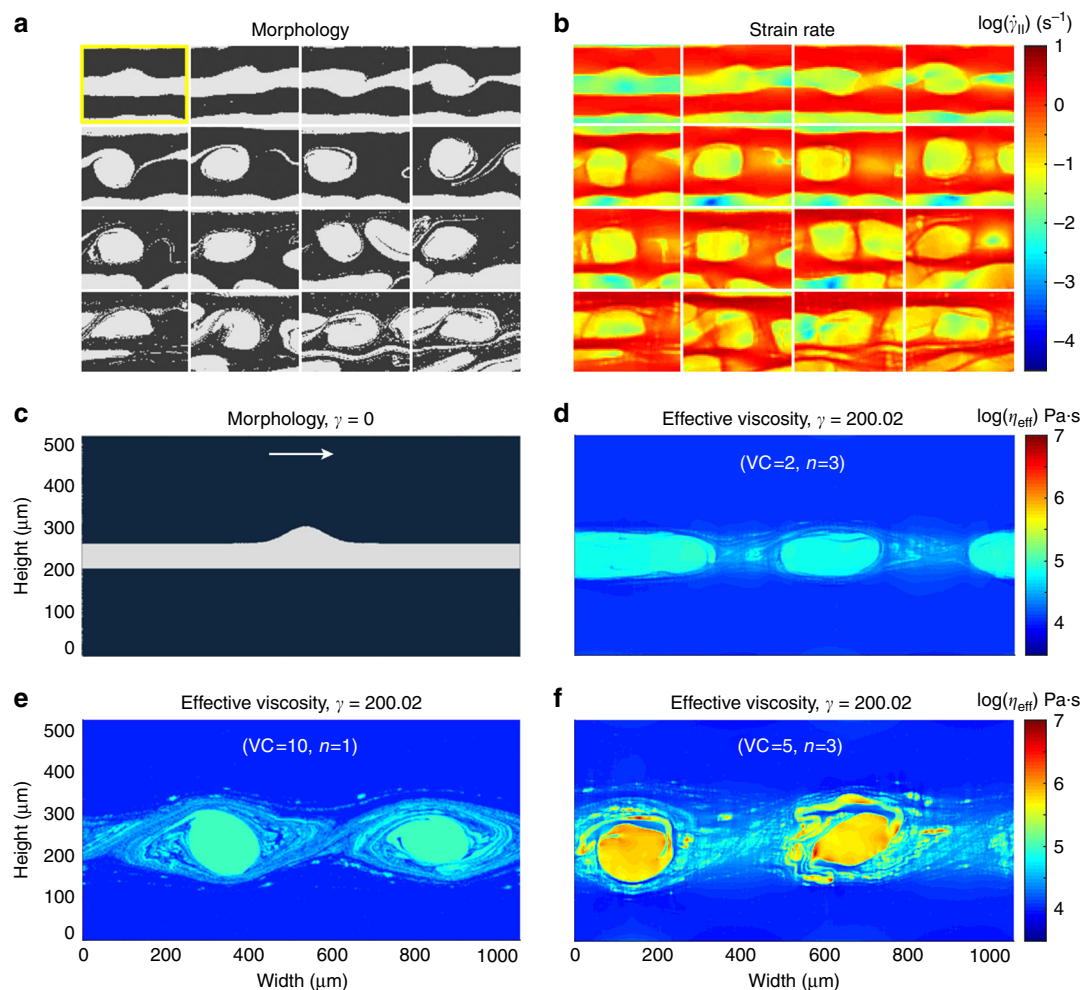 a
Morphology
b
Strain rate
log(γ̇II) (s⁻¹)
1
0
−1
−2
−3
−4
c
Morphology, γ = 0
500
400
300
200
100
0
Height (μm)
d
Effective viscosity, γ = 200.02
(VC=2, n=3)
log(ηeff) Pa·s
7
6
5
4
e
Effective viscosity, γ = 200.02
(VC=10, n=1)
500
400
300
200
100
0
Height (μm)
0
200
400
600
800
1000
Width (μm)
f
Effective viscosity, γ = 200.02
(VC=5, n=3)
log(ηeff) Pa·s
7
6
5
4
0
200
400
600
800
1000
Width (μm)